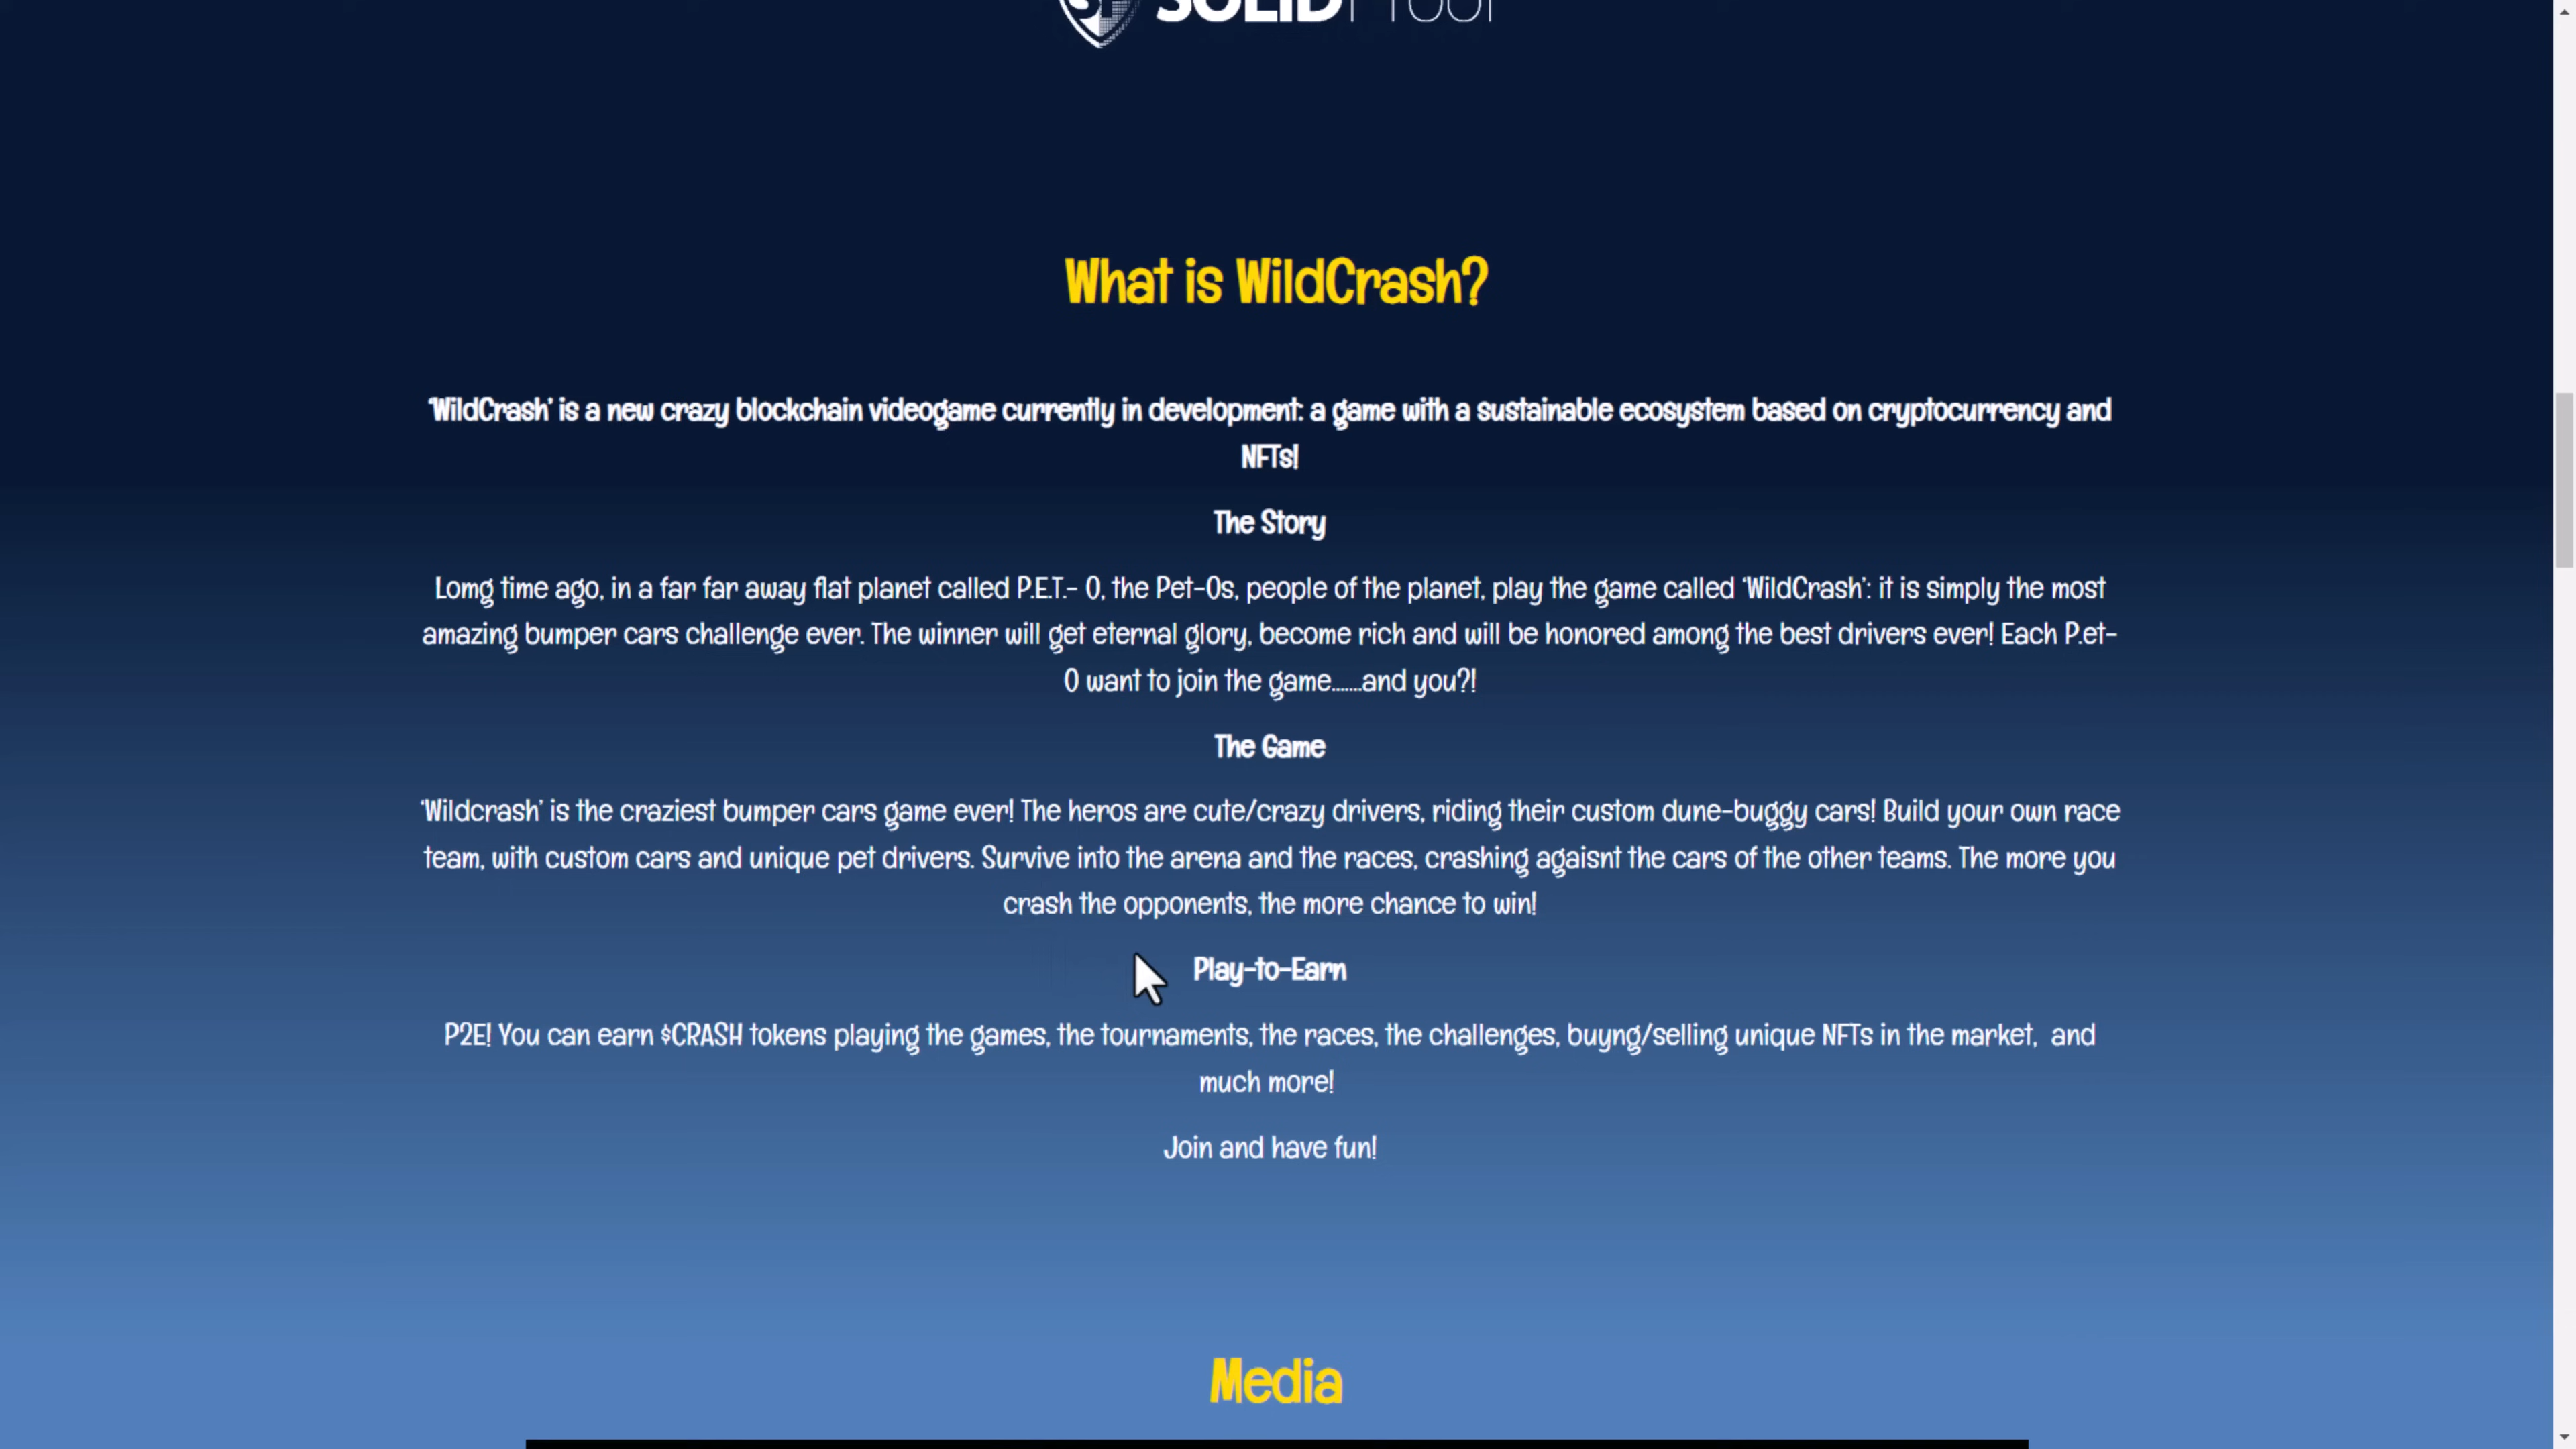 SOLIDProof
What is WildCrash?
‘WildCrash’ is a new crazy blockchain videogame currently in development: a game with a sustainable ecosystem based on cryptocurrency and
NFTs!
The Story
Lomg time ago, in a far far away flat planet called P.E.T.- O, the Pet-Os, people of the planet, play the game called ‘WildCrash’: it is simply the most
amazing bumper cars challenge ever. The winner will get eternal glory, become rich and will be honored among the best drivers ever! Each P.et-
O want to join the game.......and you?!
The Game
‘Wildcrash’ is the craziest bumper cars game ever! The heros are cute/crazy drivers, riding their custom dune-buggy cars! Build your own race
team, with custom cars and unique pet drivers. Survive into the arena and the races, crashing agaisnt the cars of the other teams. The more you
crash the opponents, the more chance to win!
Play-to-Earn
P2E! You can earn $CRASH tokens playing the games, the tournaments, the races, the challenges, buyng/selling unique NFTs in the market,  and
much more!
Join and have fun!
Media